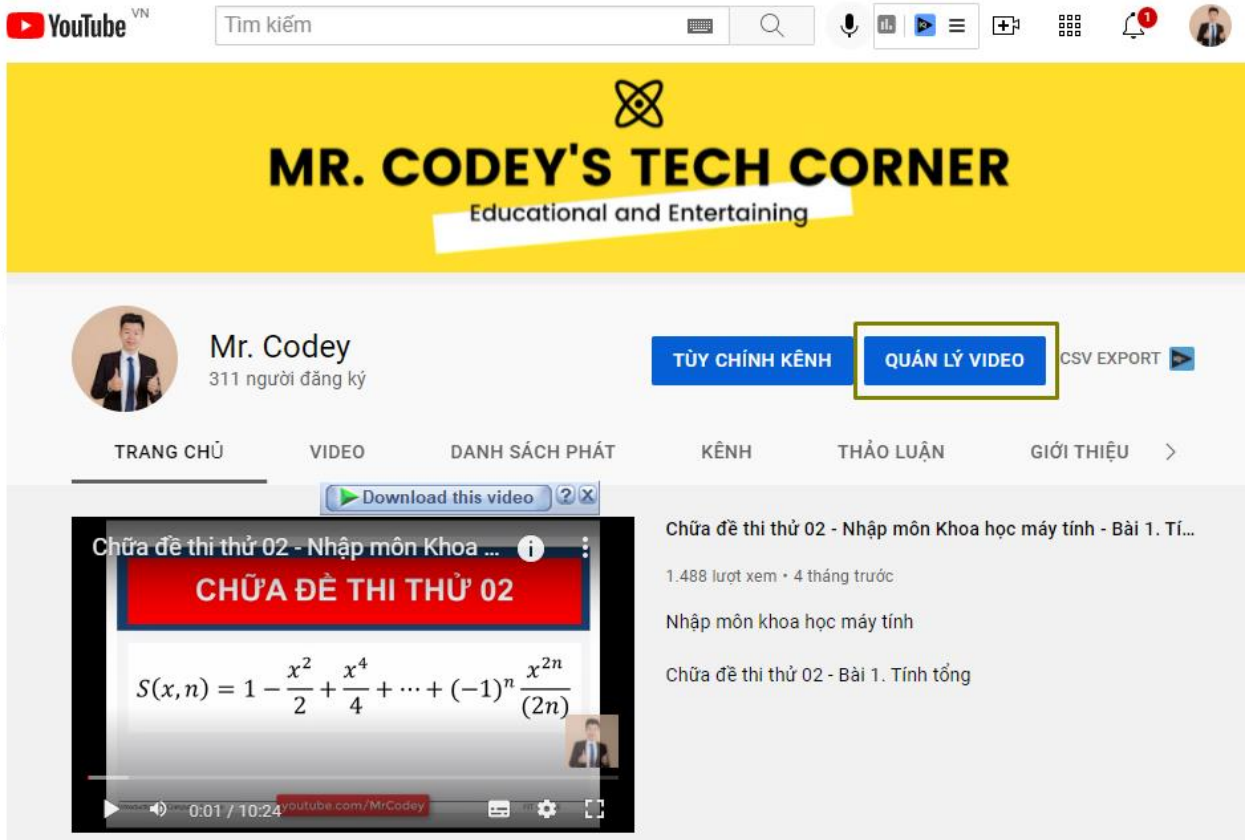 YouTube VN
Tìm kiếm
1
MR. CODEY'S TECH CORNER
Educational and Entertaining
Mr. Codey
311 người đăng ký
TÙY CHỈNH KÊNH
QUẢN LÝ VIDEO
CSV EXPORT
TRANG CHỦ VIDEO DANH SÁCH PHÁT KÊNH THẢO LUẬN GIỚI THIỆU
Download this video ? X
Chữa đề thi thử 02 - Nhập môn Khoa ...
CHỮA ĐỀ THI THỬ 02
S(x, n) = 1 − x²/2 + x⁴/4 + ⋯ + (−1)ⁿ x²ⁿ/(2n)
youtube.com/MrCodey
0:01 / 10:24
Chữa đề thi thử 02 - Nhập môn Khoa học máy tính - Bài 1. Tí...
1.488 lượt xem • 4 tháng trước
Nhập môn khoa học máy tính
Chữa đề thi thử 02 - Bài 1. Tính tổng